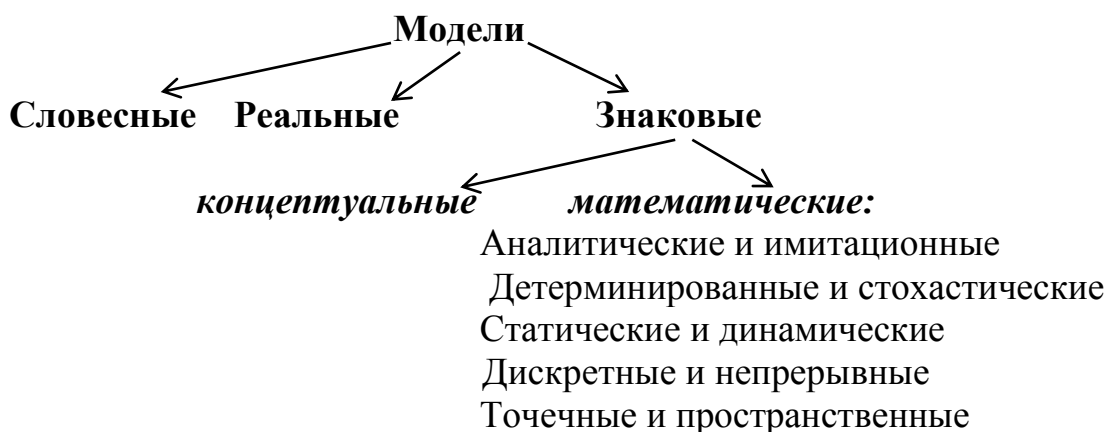 Модели
Словесные Реальные Знаковые
концептуальные математические:
Аналитические и имитационные
Детерминированные и стохастические
Статические и динамические
Дискретные и непрерывные
Точечные и пространственные